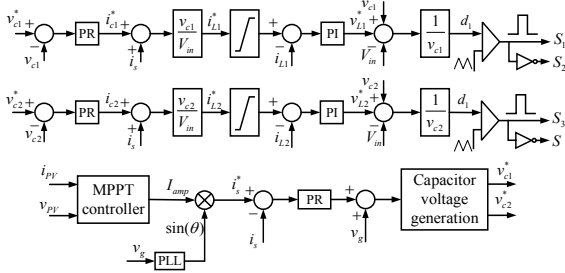 v*c1 + − vc1 PR i*c1 + + is vc1 Vin i*L1 + − iL1 PI v*L1 + vc1 + − Vin 1 vc1 d1 S1 S2
v*c2 + − vc2 PR ic2 + + is vc2 Vin i*L2 + − iL2 PI v*L2 + vc2 + − Vin 1 vc2 d1 S3 S
iPV
vPV
MPPT
controller
Iamp
sin(θ)
vg PLL
i*s + − is PR + + vg
Capacitor
voltage
generation
v*c1
v*c2